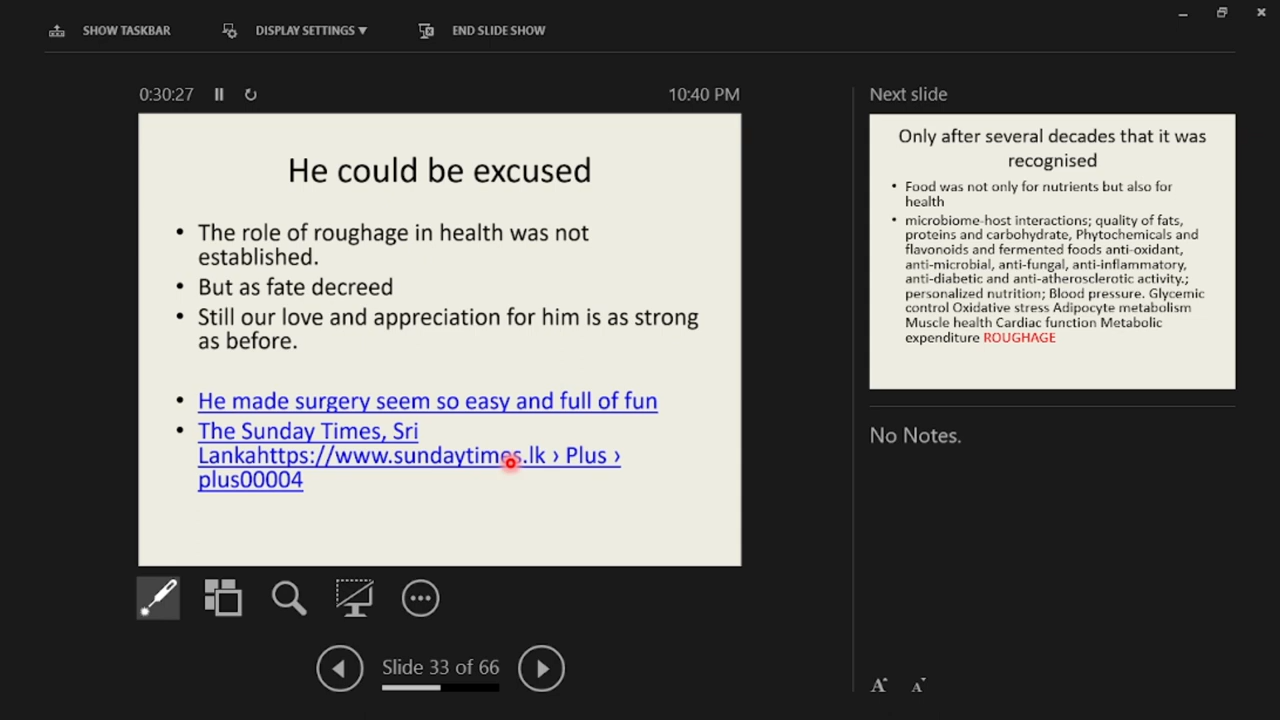 SHOW TASKBAR
DISPLAY SETTINGS ▼
END SLIDE SHOW
0:30:27
10:40 PM
He could be excused
• The role of roughage in health was not
established.
• But as fate decreed
• Still our love and appreciation for him is as strong
as before.
• He made surgery seem so easy and full of fun
• The Sunday Times, Sri
Lankahttps://www.sundaytimes.lk › Plus ›
plus00004
Slide 33 of 66
Next slide
Only after several decades that it was
recognised
• Food was not only for nutrients but also for
health
• microbiome-host interactions; quality of fats,
proteins and carbohydrate, Phytochemicals and
flavonoids and fermented foods anti-oxidant,
anti-microbial, anti-fungal, anti-inflammatory,
anti-diabetic and anti-atherosclerotic activity.;
personalized nutrition; Blood pressure. Glycemic
control Oxidative stress Adipocyte metabolism
Muscle health Cardiac function Metabolic
expenditure ROUGHAGE
No Notes.
A A